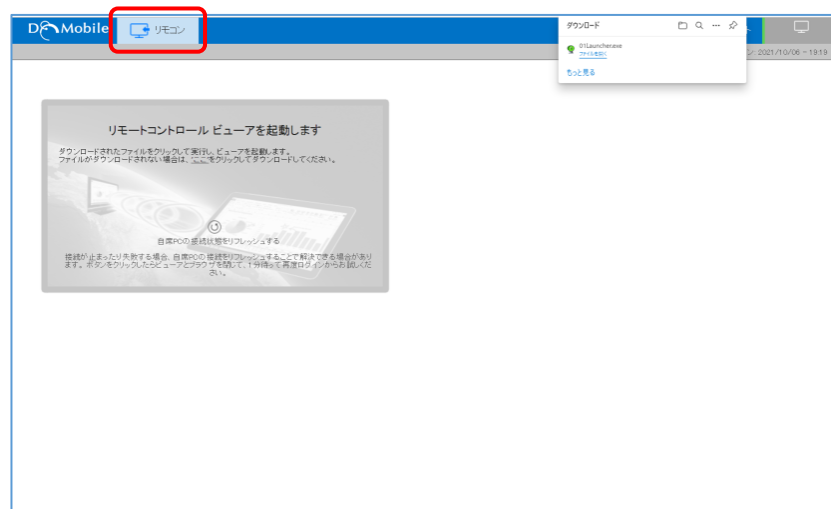 D Mobile
リモコン
ダウンロード
01Launcher.exe
ファイルを開く
もっと見る
ン: 2021/10/06 - 19:19
リモートコントロール ビューアを起動します
ダウンロードされたファイルをクリックして実行し、ビューアを起動します。
ファイルがダウンロードされない場合は、ここをクリックしてダウンロードしてください。
自席PCの接続状態をリフレッシュする
接続が止まったり失敗する場合、自席PCの接続をリフレッシュすることで解決できる場合があり
ます。ボタンをクリックしたらビューアとブラウザを閉じて、1分待って再度ログインからお試しくだ
さい。